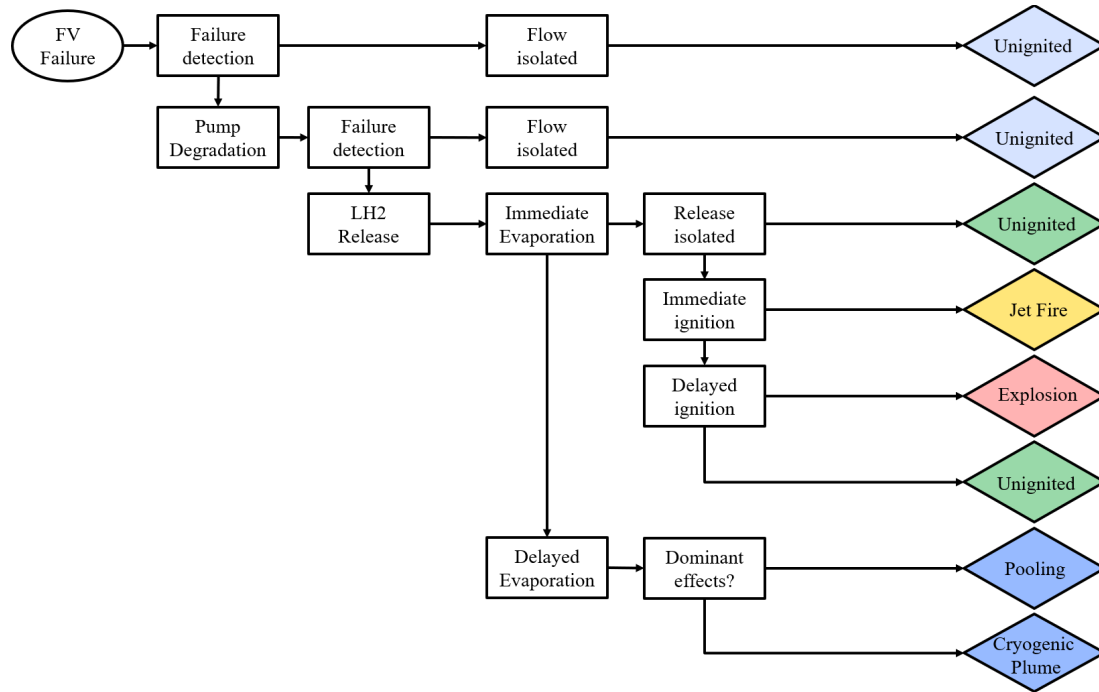 FV
Failure
Failure
detection
Flow
isolated
Unignited
Pump
Degradation
Failure
detection
Flow
isolated
Unignited
LH2
Release
Immediate
Evaporation
Release
isolated
Unignited
Immediate
ignition
Jet Fire
Delayed
ignition
Explosion
Unignited
Delayed
Evaporation
Dominant
effects?
Pooling
Cryogenic
Plume